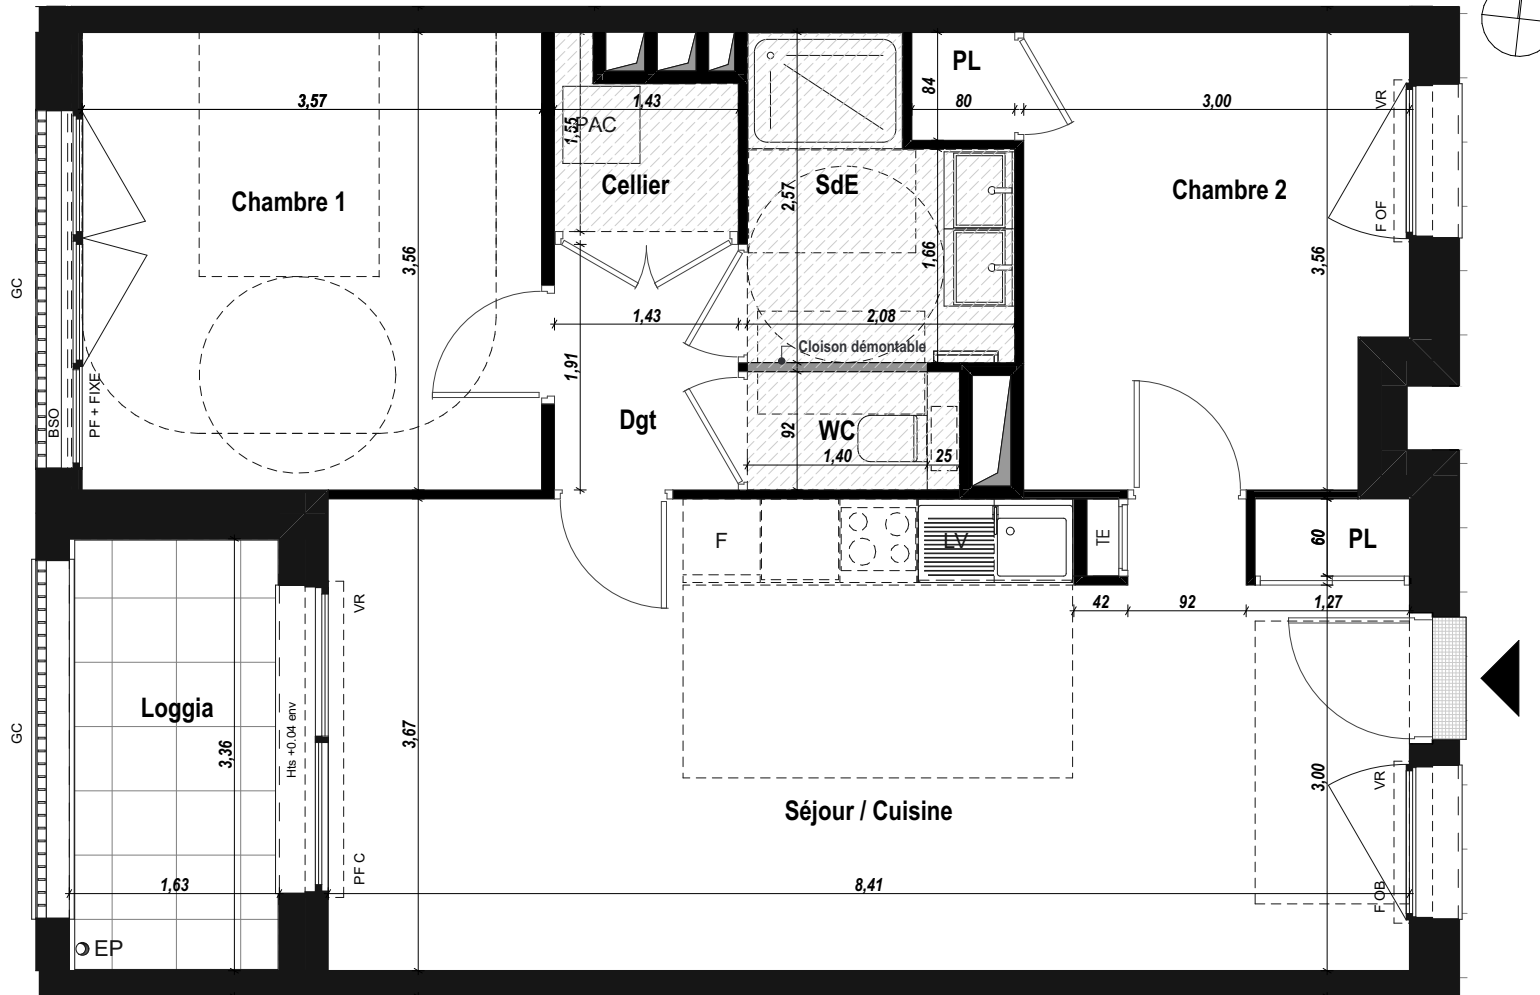 PL
84
80
3,57
1,43
3,00
VR
PAC
1,55
Cellier
SdE
2,57
Chambre 1
Chambre 2
F OF
1,66
3,56
3,56
GC
1,43
2,08
Cloison démontable
1,91
BSO
PF + FIXE
Dgt
WC
92
1,40
25
F
LV
TE
60
PL
42
92
1,27
VR
Loggia
Hts +0.04 env
3,67
3,36
GC
3,00
VR
Séjour / Cuisine
PF C
1,63
8,41
F OB
EP